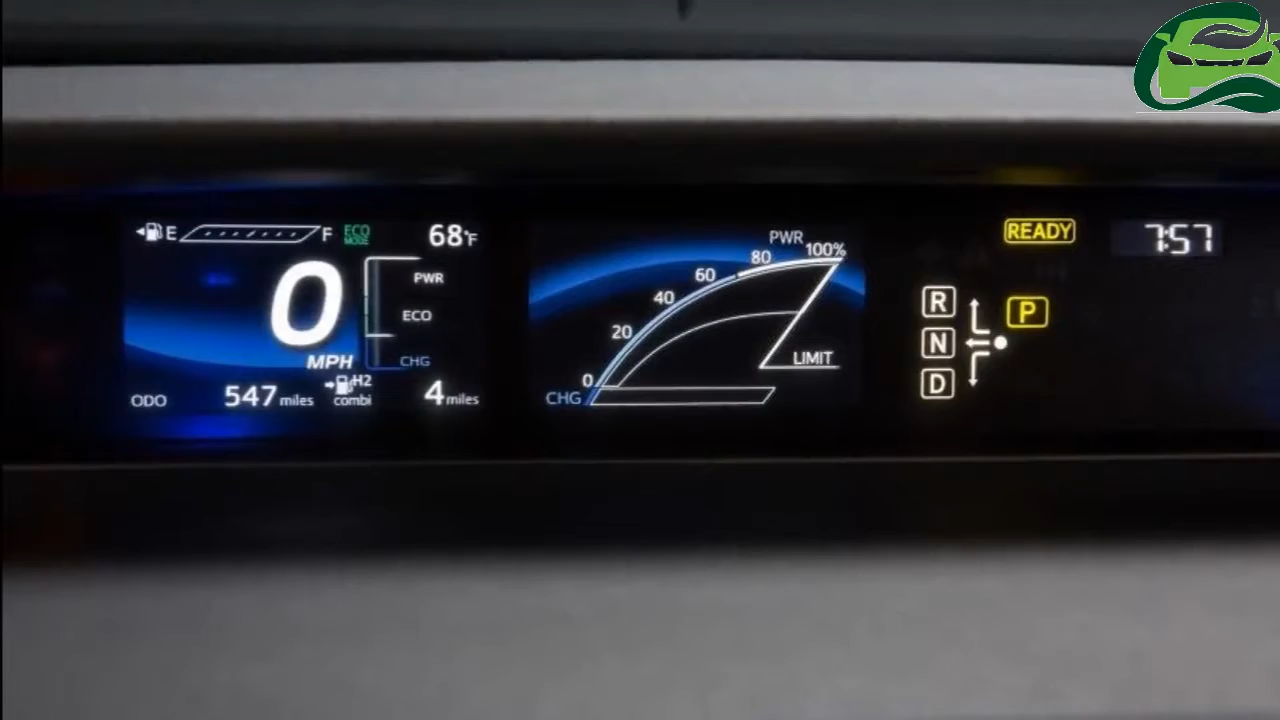 E F ECO MODE 68°F
0
MPH
PWR
ECO
CHG
ODO 547 miles
H2 combi 4 miles
PWR
100%
80
60
40
20
0
CHG
LIMIT
READY
7:57
R
N
D
P